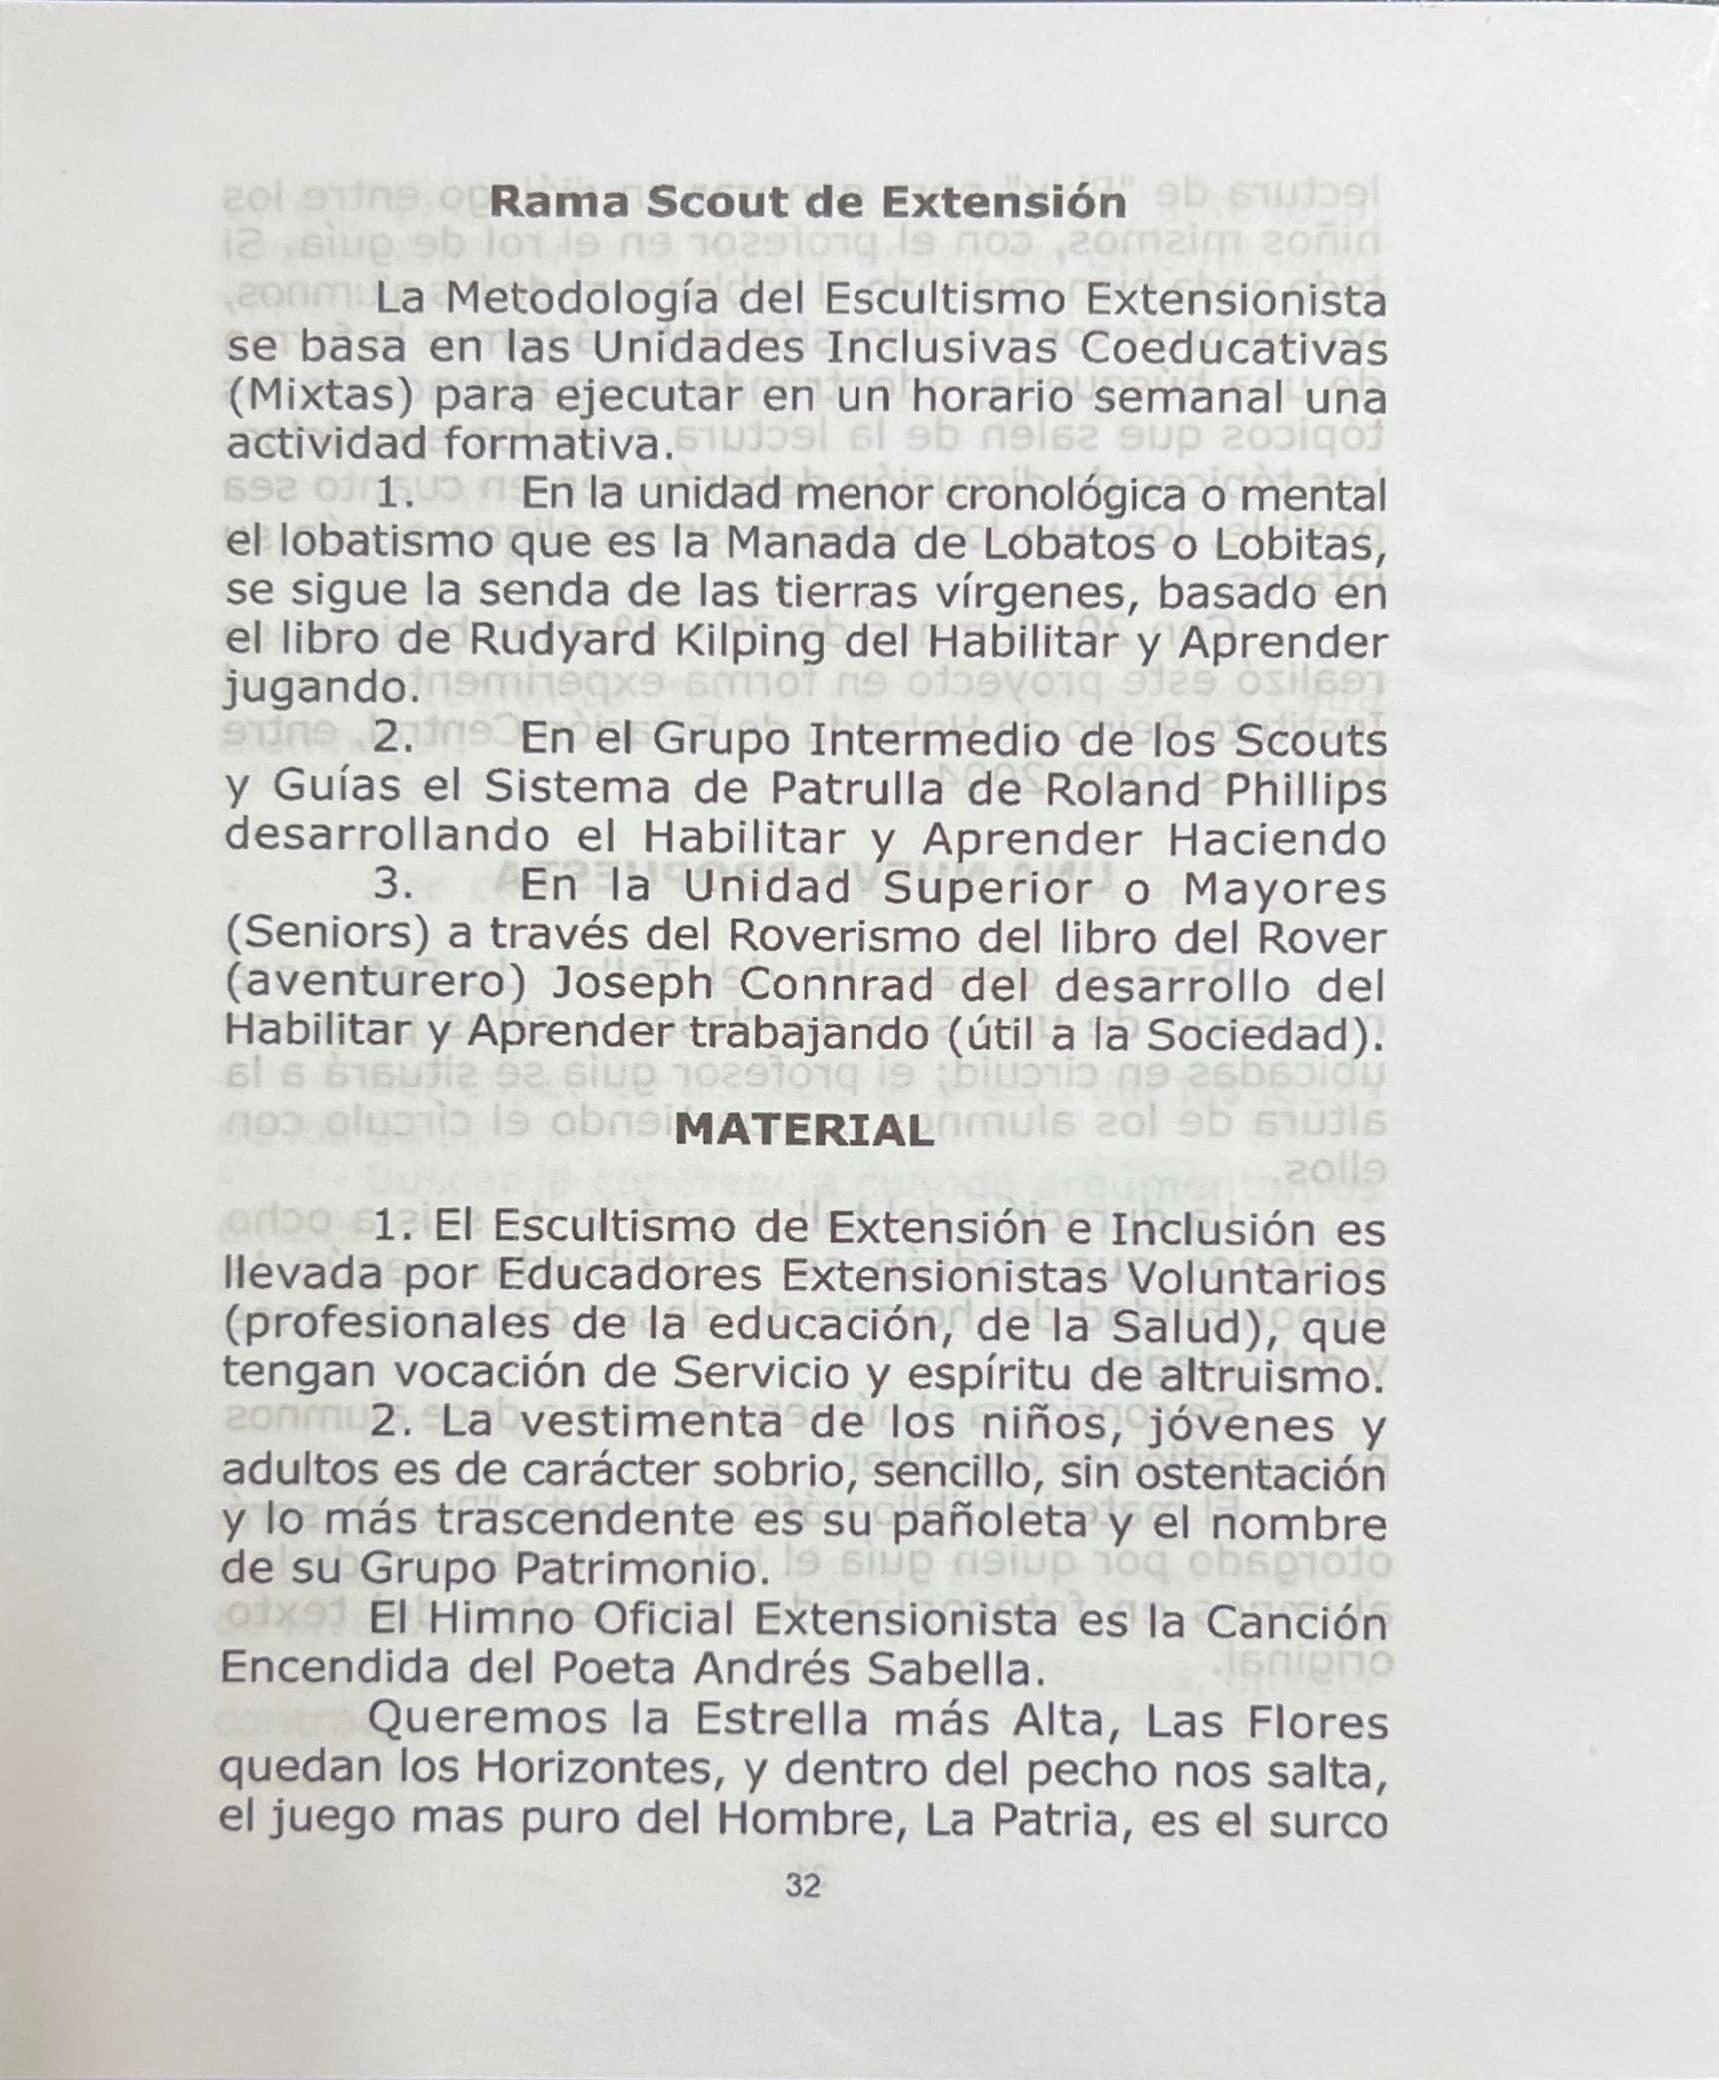 Rama Scout de Extensión
La Metodología del Escultismo Extensionista
se basa en las Unidades Inclusivas Coeducativas
(Mixtas) para ejecutar en un horario semanal una
actividad formativa.
1. En la unidad menor cronológica o mental
el lobatismo que es la Manada de Lobatos o Lobitas,
se sigue la senda de las tierras vírgenes, basado en
el libro de Rudyard Kilping del Habilitar y Aprender
jugando.
2. En el Grupo Intermedio de los Scouts
y Guías el Sistema de Patrulla de Roland Phillips
desarrollando el Habilitar y Aprender Haciendo
3. En la Unidad Superior o Mayores
(Seniors) a través del Roverismo del libro del Rover
(aventurero) Joseph Connrad del desarrollo del
Habilitar y Aprender trabajando (útil a la Sociedad).
MATERIAL
1. El Escultismo de Extensión e Inclusión es
llevada por Educadores Extensionistas Voluntarios
(profesionales de la educación, de la Salud), que
tengan vocación de Servicio y espíritu de altruismo.
2. La vestimenta de los niños, jóvenes y
adultos es de carácter sobrio, sencillo, sin ostentación
y lo más trascendente es su pañoleta y el nombre
de su Grupo Patrimonio.
El Himno Oficial Extensionista es la Canción
Encendida del Poeta Andrés Sabella.
Queremos la Estrella más Alta, Las Flores
quedan los Horizontes, y dentro del pecho nos salta,
el juego mas puro del Hombre, La Patria, es el surco
32